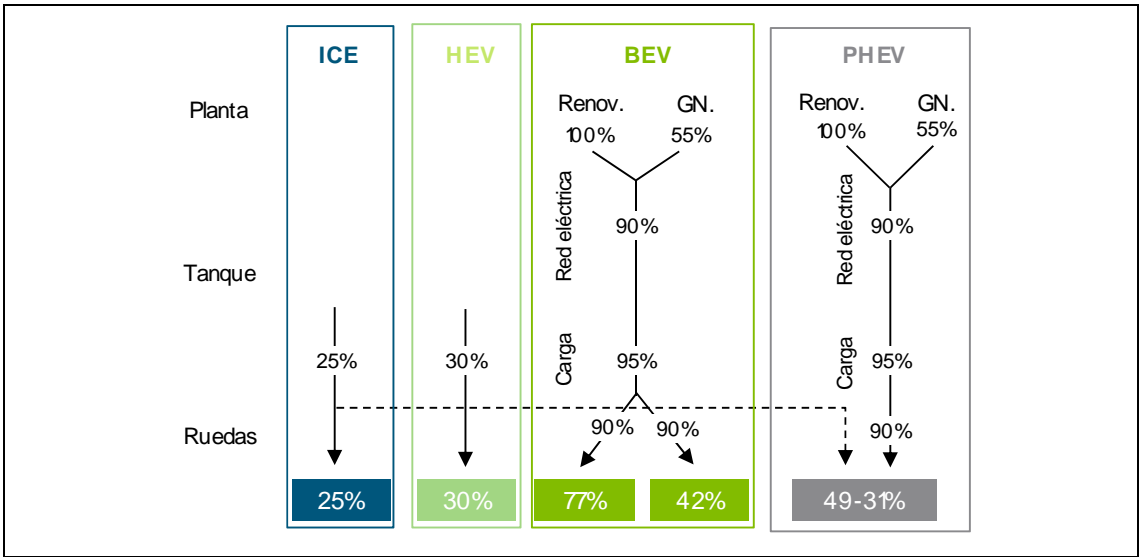 ICE
HEV
BEV
PHEV
Planta
Renov.
GN.
100%
55%
Renov.
GN.
100%
55%
Red eléctrica
90%
Red eléctrica
90%
Tanque
25%
30%
Carga
95%
Carga
95%
Ruedas
90%
90%
90%
25%
30%
77%
42%
49-31%